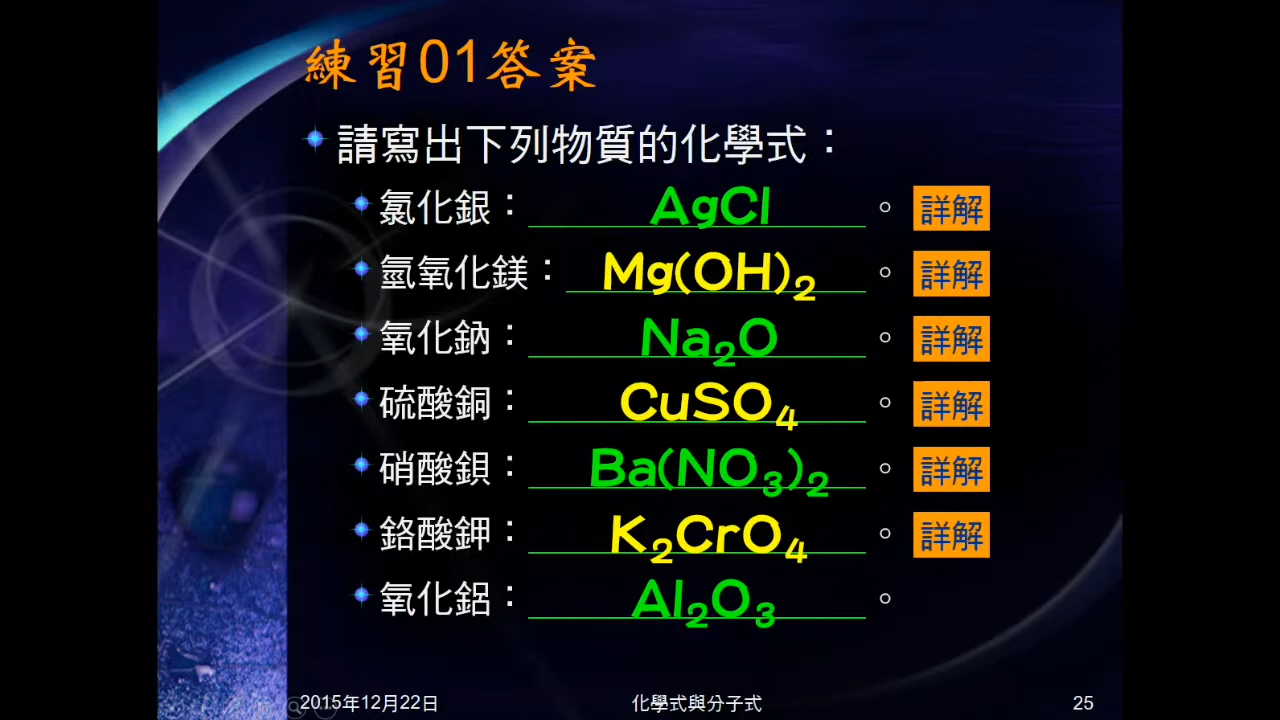 練習01答案
請寫出下列物質的化學式：
氯化銀：AgCl。詳解
氫氧化鎂：Mg(OH)₂。詳解
氧化鈉：Na₂O。詳解
硫酸銅：CuSO₄。詳解
硝酸鋇：Ba(NO₃)₂。詳解
鉻酸鉀：K₂CrO₄。詳解
氧化鋁：Al₂O₃。
2015年12月22日 化學式與分子式 25